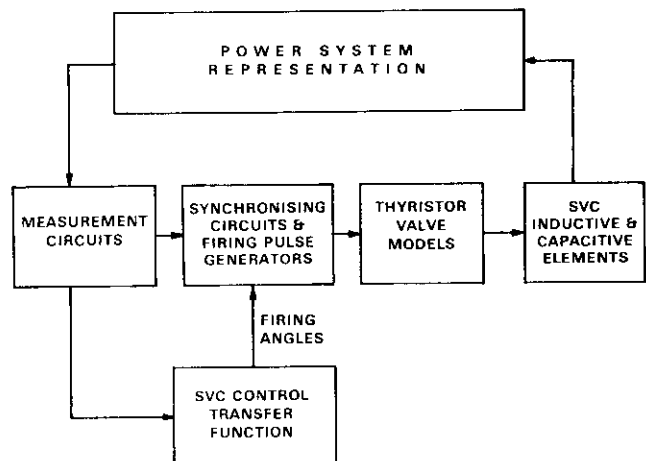 POWER SYSTEM
REPRESENTATION
MEASUREMENT
CIRCUITS
SYNCHRONISING
CIRCUITS &
FIRING PULSE
GENERATORS
THYRISTOR
VALVE
MODELS
SVC
INDUCTIVE &
CAPACITIVE
ELEMENTS
FIRING
ANGLES
SVC CONTROL
TRANSFER
FUNCTION